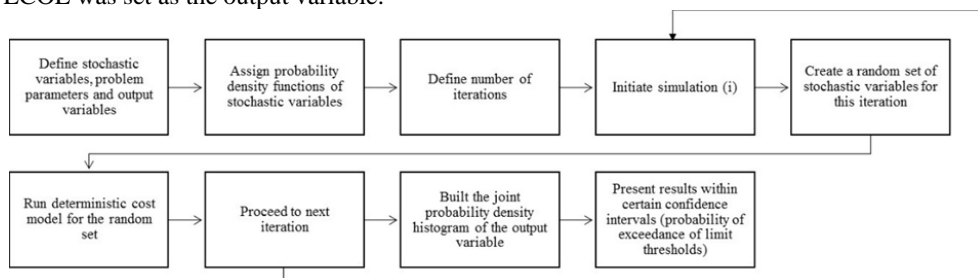 LCOE was set as the output variable.
Define stochastic
variables, problem
parameters and output
variables
Assign probability
density functions of
stochastic variables
Define number of
iterations
Initiate simulation (i)
Create a random set of
stochastic variables for
this iteration
Run deterministic cost
model for the random
set
Proceed to next
iteration
Built the joint
probability density
histogram of the output
variable
Present results within
certain confidence
intervals (probability of
exceedance of limit
thresholds)